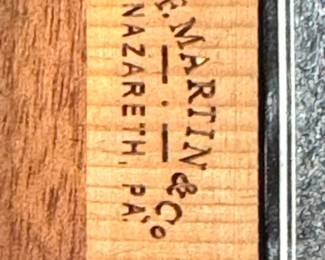 F. MARTIN & Co
NAZARETH, PA.